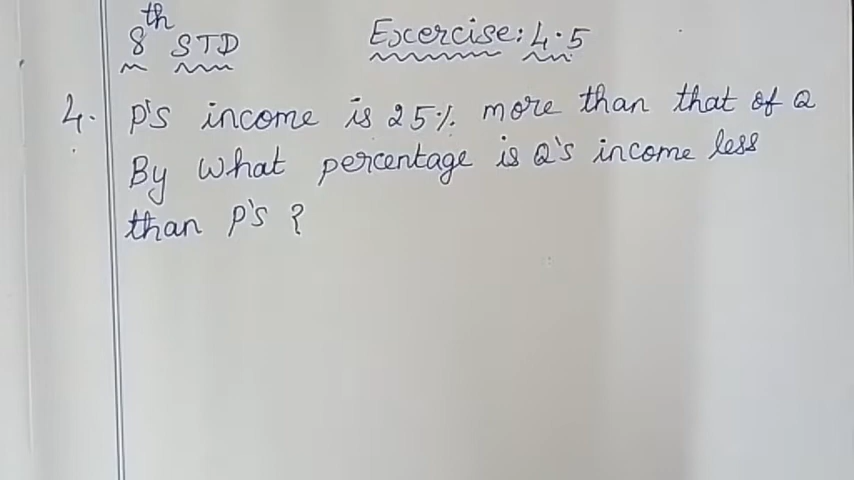 8th STD Excercise: 4.5
4. P's income is 25% more than that of Q
By what percentage is Q's income less
than P's ?